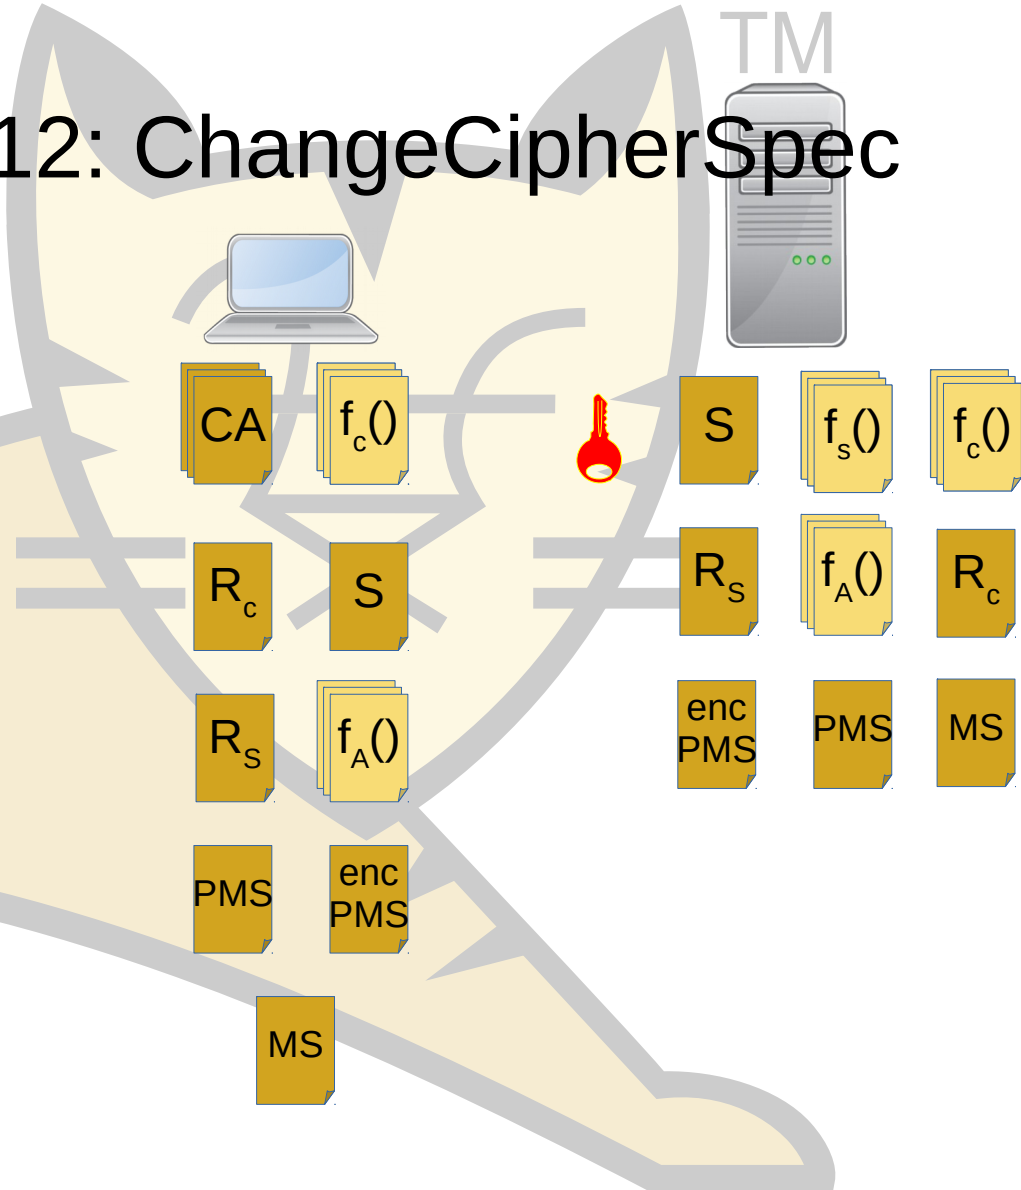 TM
12: ChangeCipherSpec
CA
fc()
S
fs()
fc()
Rc
S
RS
fA()
Rc
RS
fA()
enc
PMS
PMS
MS
PMS
enc
PMS
MS